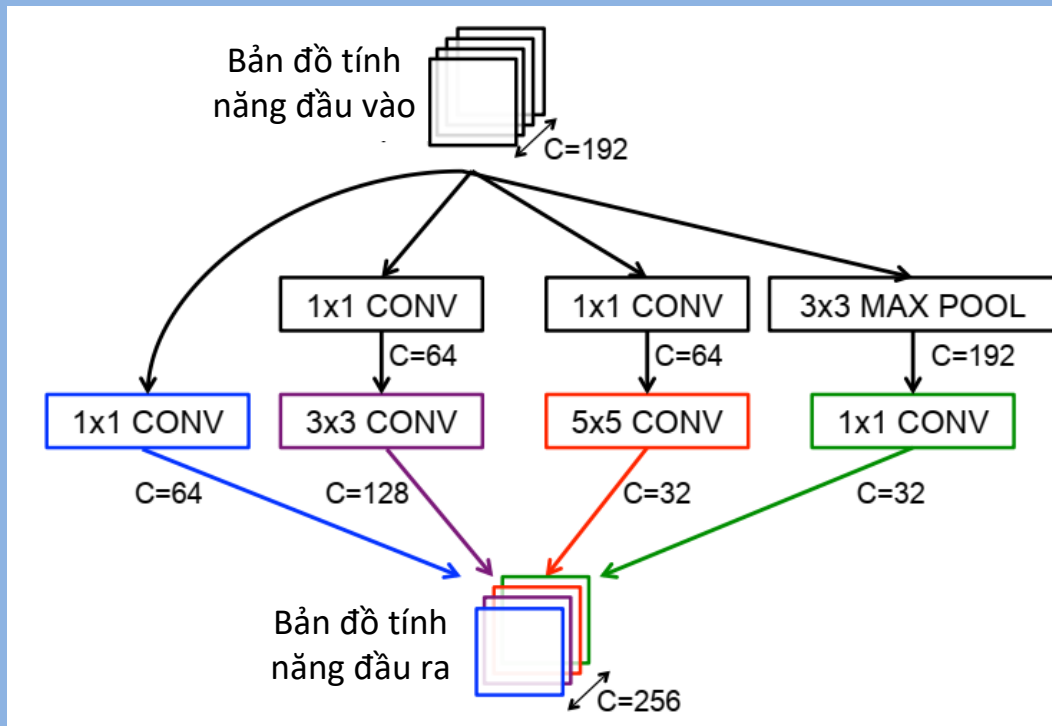 Bản đồ tính
năng đầu vào
C=192
1x1 CONV
1x1 CONV
3x3 MAX POOL
C=64
C=64
C=192
1x1 CONV
3x3 CONV
5x5 CONV
1x1 CONV
C=64
C=128
C=32
C=32
Bản đồ tính
năng đầu ra
C=256